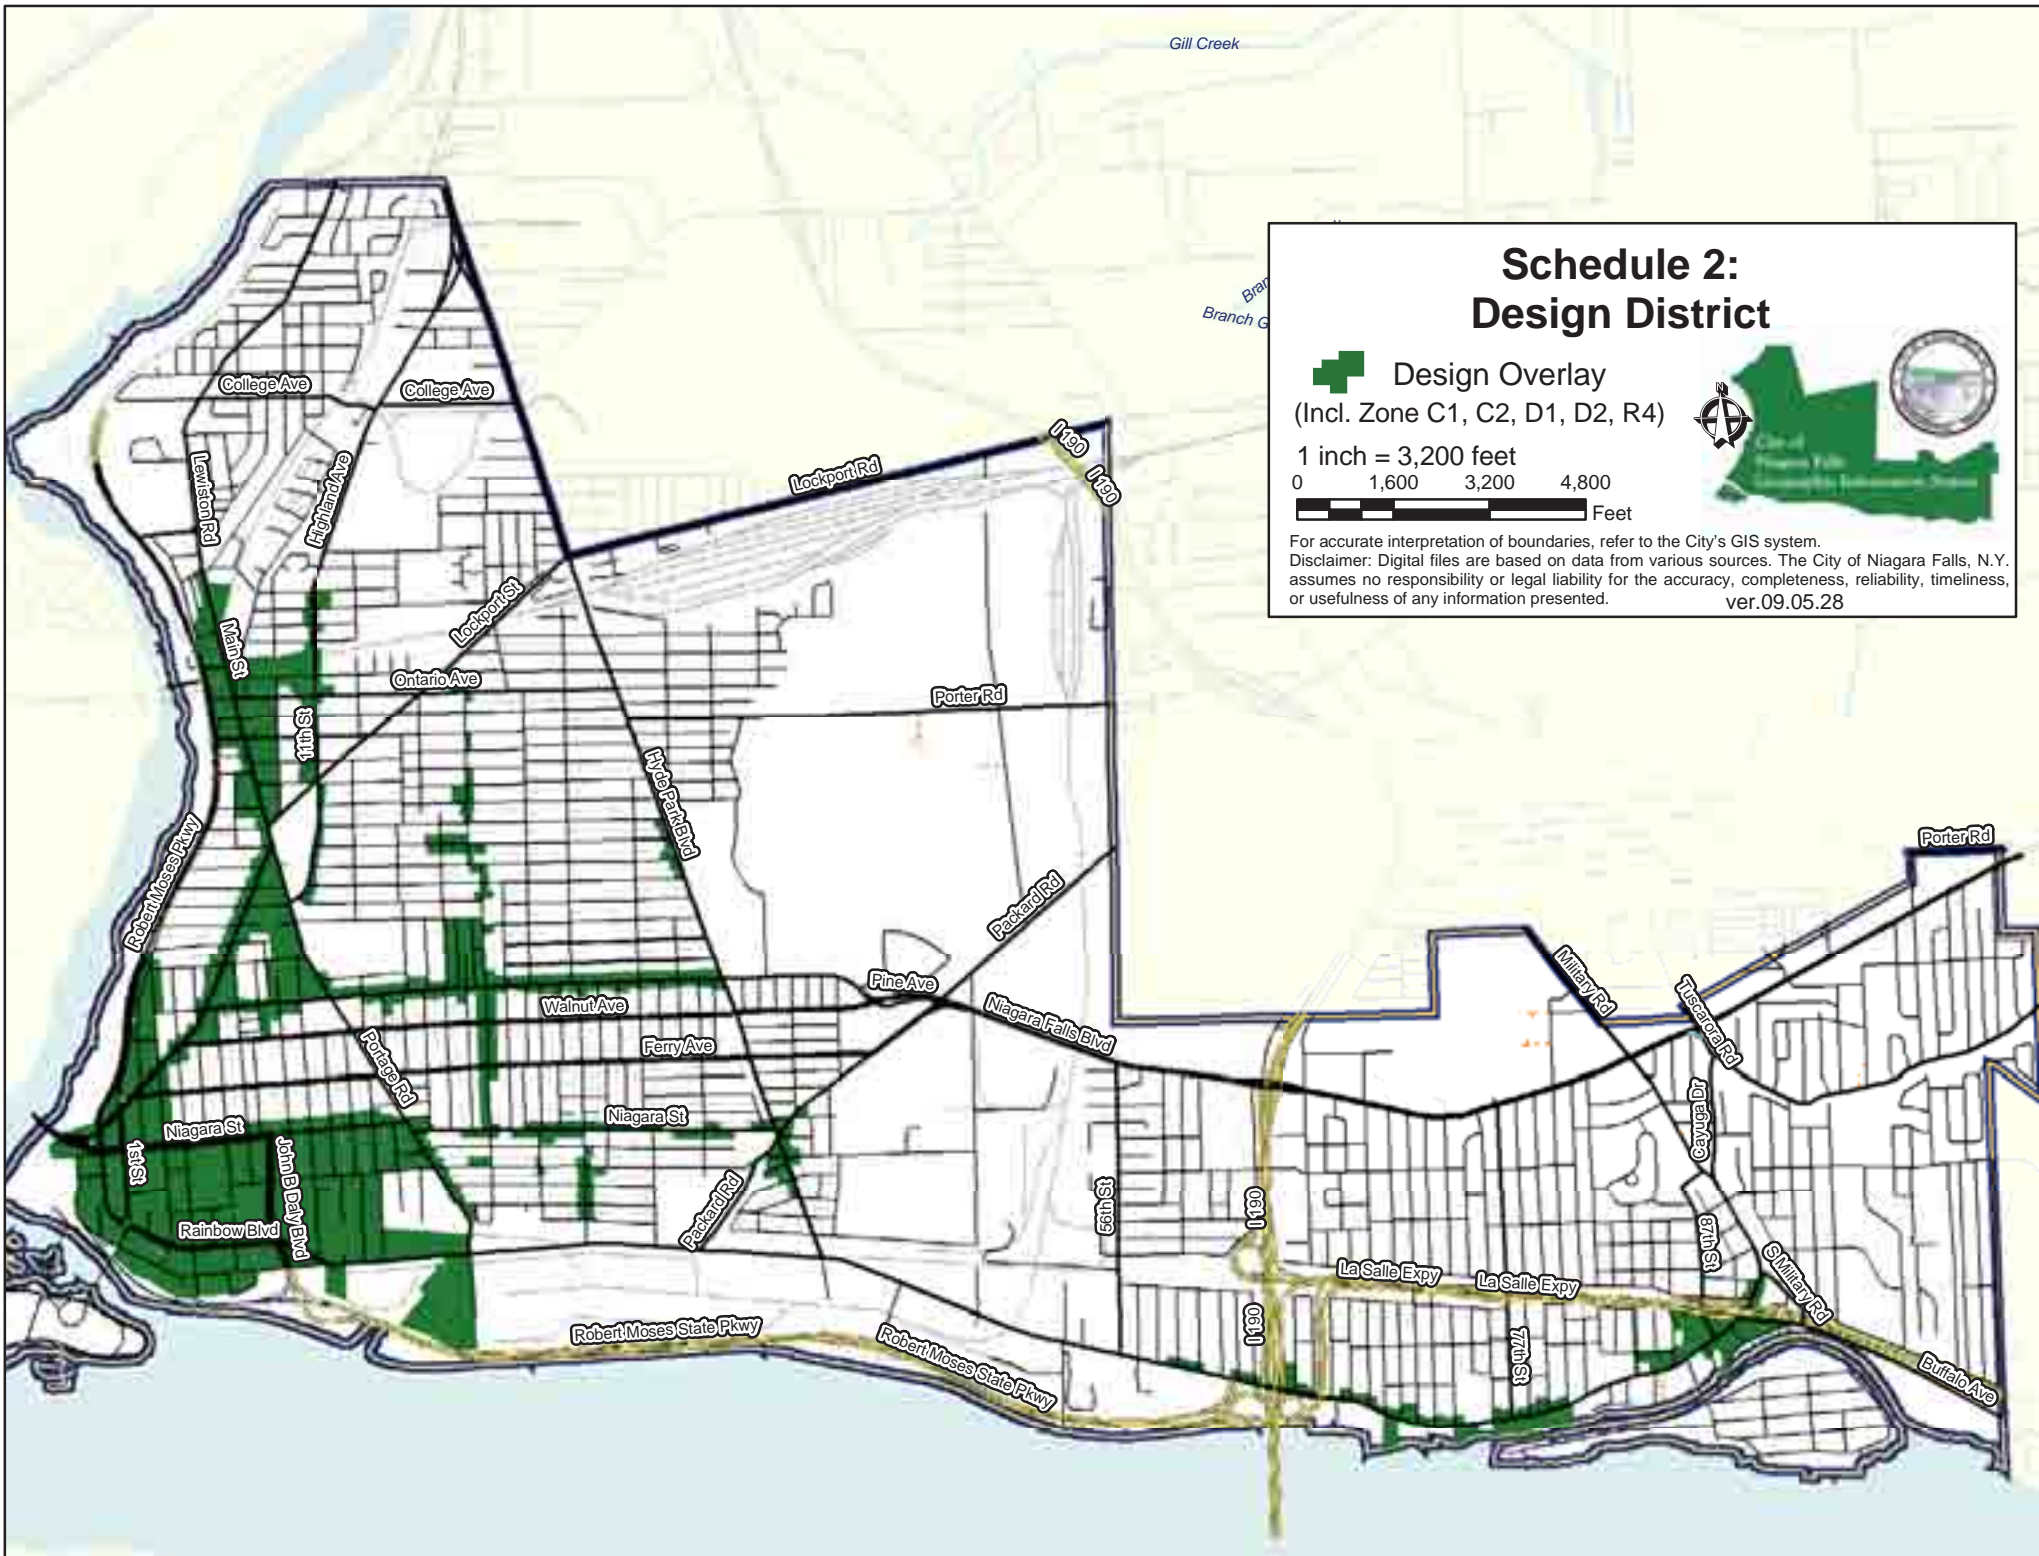 Gill Creek
Schedule 2:
Design District
Bran
Branch G
Design Overlay
(Incl. Zone C1, C2, D1, D2, R4)
N
1 inch = 3,200 feet
0 1,600 3,200 4,800
Feet
City of
Niagara Falls
For accurate interpretation of boundaries, refer to the City's GIS system.
Disclaimer: Digital files are based on data from various sources. The City of Niagara Falls, N.Y.
assumes no responsibility or legal liability for the accuracy, completeness, reliability, timeliness,
or usefulness of any information presented.
ver.09.05.28
College Ave
College Ave
I 190
I 190
Lockport Rd
Lewiston Rd
Highland Ave
Lockport St
Main St
Ontario Ave
Porter Rd
11th St
Hyde Park Blvd
Robert Moses Pkwy
Porter Rd
Packard Rd
Pine Ave
Military Rd
Tuscarora Rd
Walnut Ave
Niagara Falls Blvd
Ferry Ave
Portage Rd
Cayuga Dr
Niagara St
Niagara St
1st St
John B Daly Blvd
Packard Rd
56th St
I 190
87th St
Rainbow Blvd
La Salle Expy
La Salle Expy
S Military Rd
Robert Moses State Pkwy
Robert Moses State Pkwy
I 190
77th St
Buffalo Ave